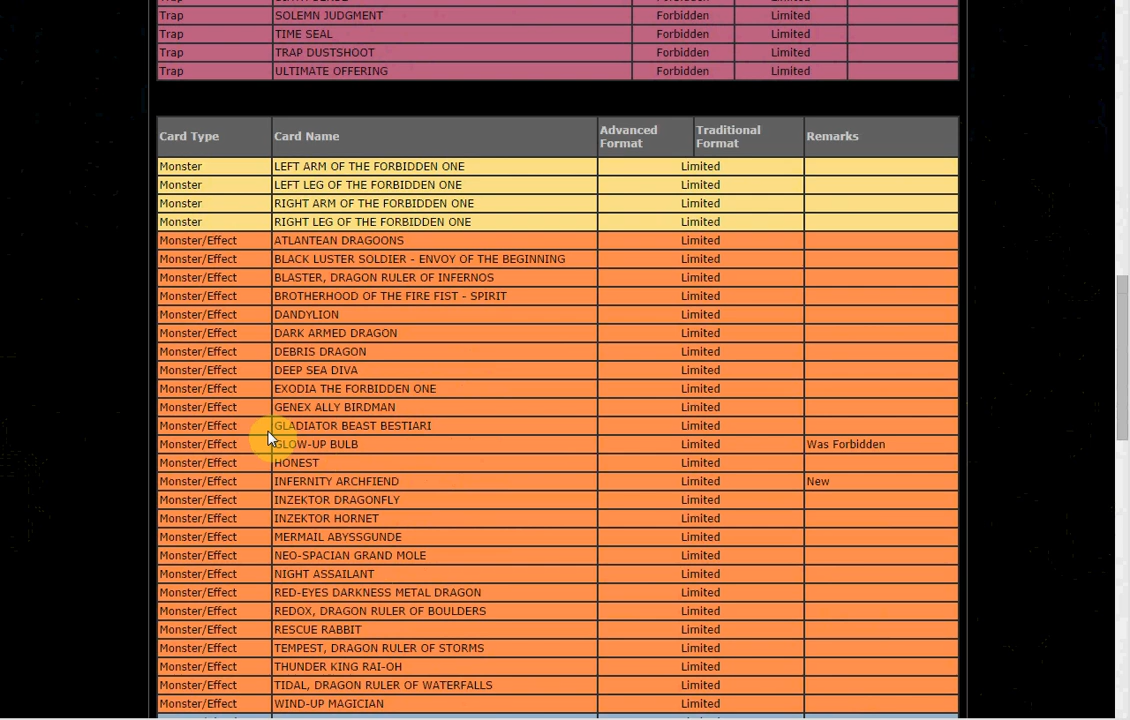 Trap SOLEMN JUDGMENT Forbidden Limited
Trap TIME SEAL Forbidden Limited
Trap TRAP DUSTSHOOT Forbidden Limited
Trap ULTIMATE OFFERING Forbidden Limited
Card Type Card Name Advanced Format Traditional Format Remarks
Monster LEFT ARM OF THE FORBIDDEN ONE Limited
Monster LEFT LEG OF THE FORBIDDEN ONE Limited
Monster RIGHT ARM OF THE FORBIDDEN ONE Limited
Monster RIGHT LEG OF THE FORBIDDEN ONE Limited
Monster/Effect ATLANTEAN DRAGOONS Limited
Monster/Effect BLACK LUSTER SOLDIER - ENVOY OF THE BEGINNING Limited
Monster/Effect BLASTER, DRAGON RULER OF INFERNOS Limited
Monster/Effect BROTHERHOOD OF THE FIRE FIST - SPIRIT Limited
Monster/Effect DANDYLION Limited
Monster/Effect DARK ARMED DRAGON Limited
Monster/Effect DEBRIS DRAGON Limited
Monster/Effect DEEP SEA DIVA Limited
Monster/Effect EXODIA THE FORBIDDEN ONE Limited
Monster/Effect GENEX ALLY BIRDMAN Limited
Monster/Effect GLADIATOR BEAST BESTIARI Limited
Monster/Effect GLOW-UP BULB Limited Was Forbidden
Monster/Effect HONEST Limited
Monster/Effect INFERNITY ARCHFIEND Limited New
Monster/Effect INZEKTOR DRAGONFLY Limited
Monster/Effect INZEKTOR HORNET Limited
Monster/Effect MERMAIL ABYSSGUNDE Limited
Monster/Effect NEO-SPACIAN GRAND MOLE Limited
Monster/Effect NIGHT ASSAILANT Limited
Monster/Effect RED-EYES DARKNESS METAL DRAGON Limited
Monster/Effect REDOX, DRAGON RULER OF BOULDERS Limited
Monster/Effect RESCUE RABBIT Limited
Monster/Effect TEMPEST, DRAGON RULER OF STORMS Limited
Monster/Effect THUNDER KING RAI-OH Limited
Monster/Effect TIDAL, DRAGON RULER OF WATERFALLS Limited
Monster/Effect WIND-UP MAGICIAN Limited